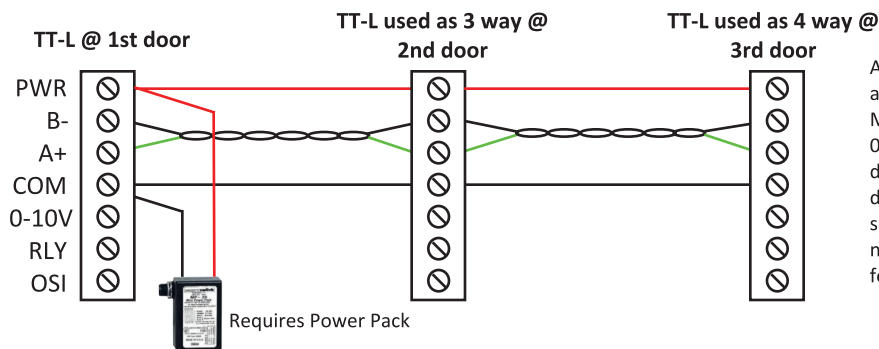 TT-L @ 1st door
TT-L used as 3 way @
2nd door
TT-L used as 4 way @
3rd door
PWR
B-
A+
COM
0-10V
RLY
OSI
Requires Power Pack